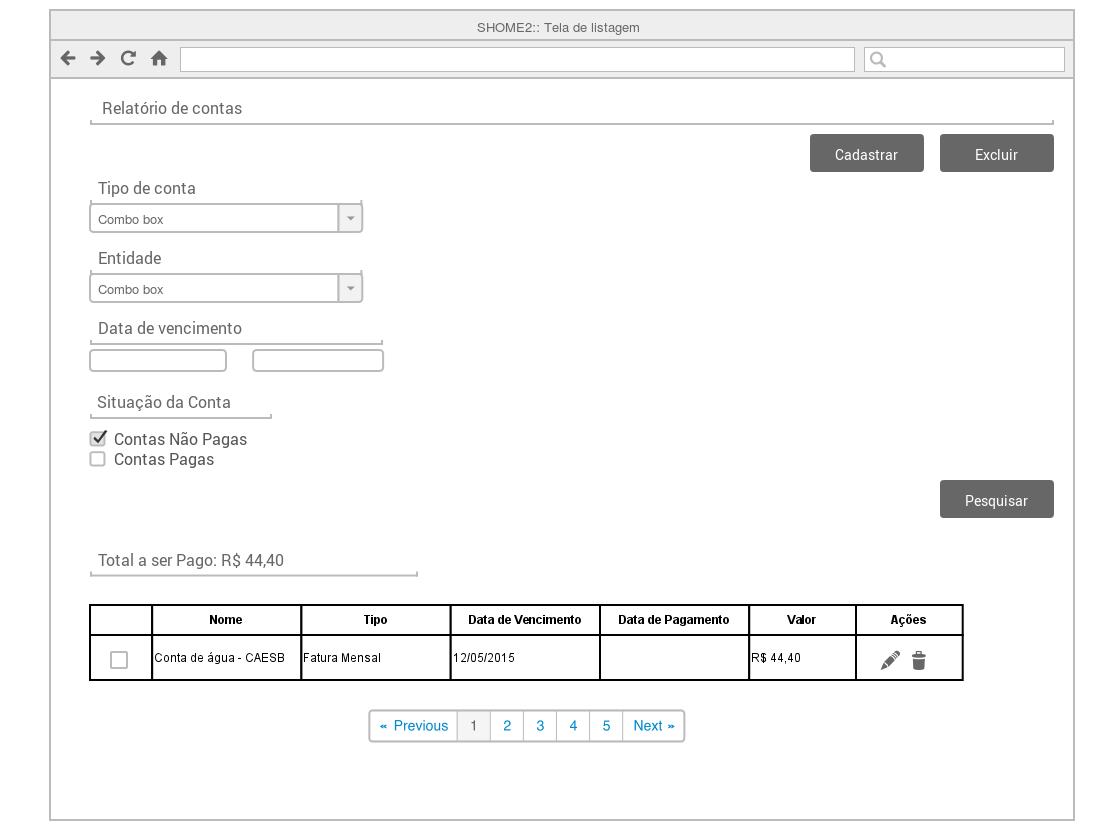 SHOME2:: Tela de listagem
Relatório de contas
Cadastrar Excluir
Tipo de conta
Combo box
Entidade
Combo box
Data de vencimento
Situação da Conta
Contas Não Pagas
Contas Pagas
Pesquisar
Total a ser Pago: R$ 44,40
Nome Tipo Data de Vencimento Data de Pagamento Valor Ações
Conta de água - CAESB Fatura Mensal 12/05/2015 R$ 44,40
« Previous 1 2 3 4 5 Next »